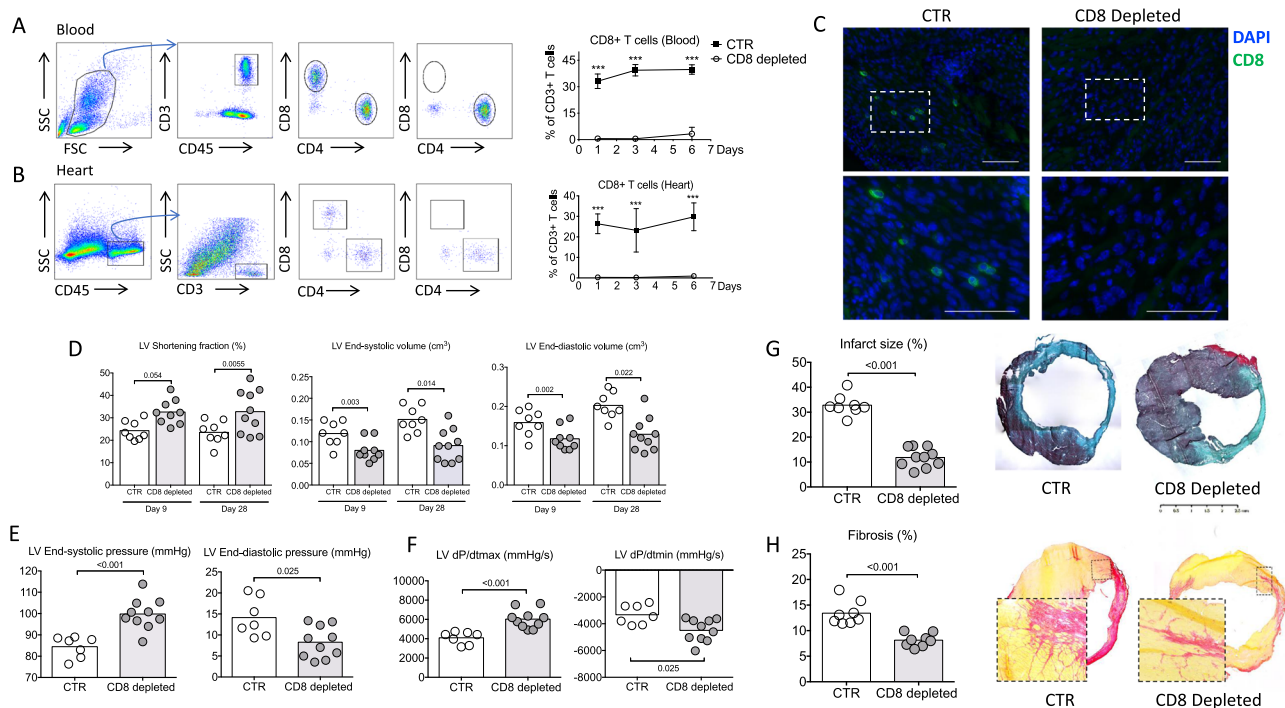 A
Blood
SSC
FSC
CD3
CD45
CD8
CD4
CD8
CD4
CD8+ T cells (Blood)
CTR
CD8 depleted
% of CD3+ T cells
45
30
15
0
*** *** ***
0 1 2 3 4 5 6 7 Days
B
Heart
SSC
CD45
SSC
CD3
CD8
CD4
CD8
CD4
CD8+ T cells (Heart)
% of CD3+ T cells
40
30
20
10
0
*** *** ***
0 1 2 3 4 5 6 7 Days
C
CTR
CD8 Depleted
DAPI
CD8
D
LV Shortening fraction (%)
50
40
30
20
10
0
0.054
0.0055
CTR CD8 depleted CTR CD8 depleted
Day 9 Day 28
LV End-systolic volume (cm³)
0.25
0.20
0.15
0.10
0.05
0.00
0.003
0.014
CTR CD8 depleted CTR CD8 depleted
Day 9 Day 28
LV End-diastolic volume (cm³)
0.3
0.2
0.1
0.0
0.002
0.022
CTR CD8 depleted CTR CD8 depleted
Day 9 Day 28
E
LV End-systolic pressure (mmHg)
120
110
100
90
80
70
<0.001
CTR CD8 depleted
LV End-diastolic pressure (mmHg)
25
20
15
10
5
0
0.025
CTR CD8 depleted
F
LV dP/dtmax (mmHg/s)
10000
8000
6000
4000
2000
0
<0.001
CTR CD8 depleted
LV dP/dtmin (mmHg/s)
0
-2000
-4000
-6000
-8000
0.025
CTR CD8 depleted
G
Infarct size (%)
50
40
30
20
10
0
<0.001
CTR CD8 depleted
CTR
CD8 Depleted
H
Fibrosis (%)
25
20
15
10
5
0
<0.001
CTR CD8 depleted
CTR
CD8 Depleted